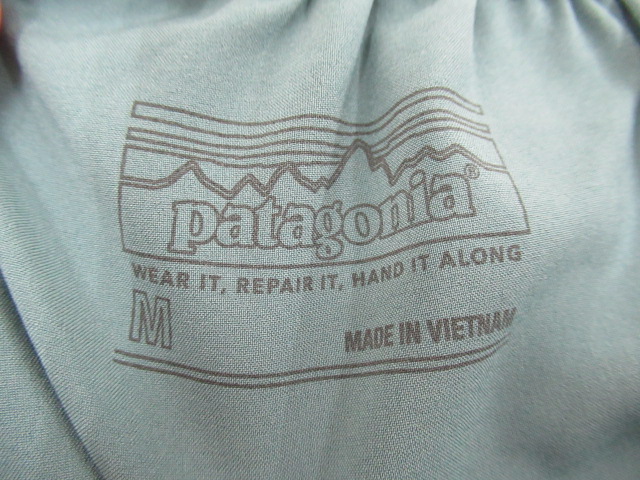 patagonia®
WEAR IT, REPAIR IT, HAND IT ALONG
M
MADE IN VIETNAM